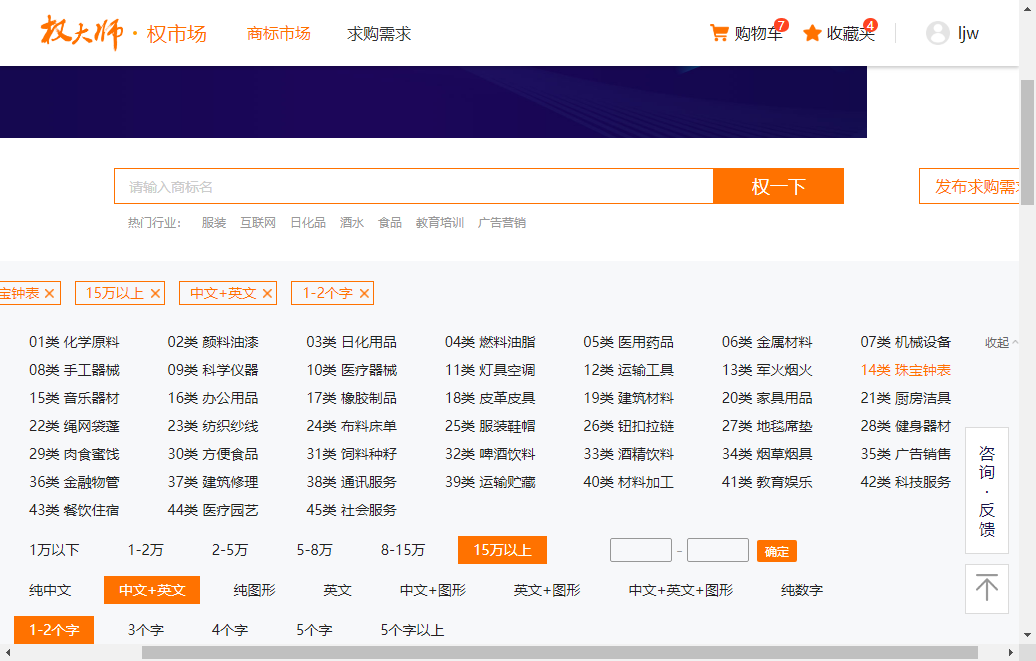 权大师·权市场 商标市场 求购需求 购物车 7 收藏夹 4 ljw
请输入商标名 权一下 发布求购需求
热门行业： 服装 互联网 日化品 酒水 食品 教育培训 广告营销
宝钟表 × 15万以上 × 中文+英文 × 1-2个字 ×
01类 化学原料 02类 颜料油漆 03类 日化用品 04类 燃料油脂 05类 医用药品 06类 金属材料 07类 机械设备 收起
08类 手工器械 09类 科学仪器 10类 医疗器械 11类 灯具空调 12类 运输工具 13类 军火烟火 14类 珠宝钟表
15类 音乐器材 16类 办公用品 17类 橡胶制品 18类 皮革皮具 19类 建筑材料 20类 家具用品 21类 厨房洁具
22类 绳网袋蓬 23类 纺织纱线 24类 布料床单 25类 服装鞋帽 26类 钮扣拉链 27类 地毯席垫 28类 健身器材
29类 肉食蜜饯 30类 方便食品 31类 饲料种籽 32类 啤酒饮料 33类 酒精饮料 34类 烟草烟具 35类 广告销售
36类 金融物管 37类 建筑修理 38类 通讯服务 39类 运输贮藏 40类 材料加工 41类 教育娱乐 42类 科技服务
43类 餐饮住宿 44类 医疗园艺 45类 社会服务
1万以下 1-2万 2-5万 5-8万 8-15万 15万以上 - 确定
纯中文 中文+英文 纯图形 英文 中文+图形 英文+图形 中文+英文+图形 纯数字
1-2个字 3个字 4个字 5个字 5个字以上
咨询·反馈